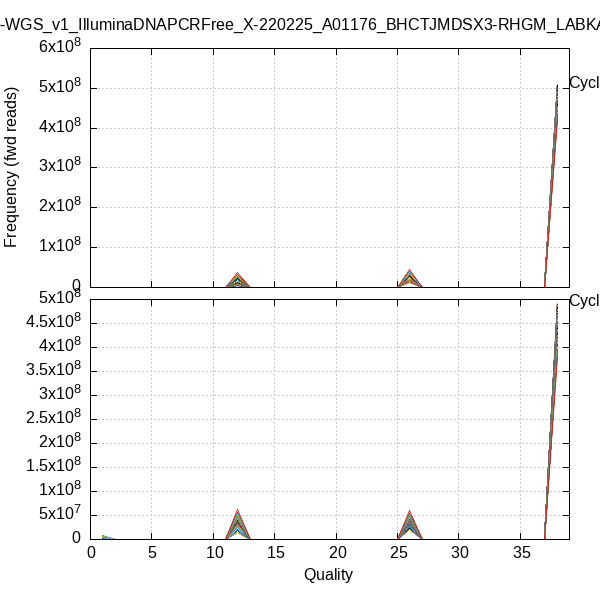 -WGS_v1_IlluminaDNAPCRFree_X-220225_A01176_BHCTJMDSX3-RHGM_LABKA
6x10^8
5x10^8
4x10^8
3x10^8
2x10^8
1x10^8
0
Frequency (fwd reads)
Cycl
5x10^8
4.5x10^8
4x10^8
3.5x10^8
3x10^8
2.5x10^8
2x10^8
1.5x10^8
1x10^8
5x10^7
0
Cycl
0 5 10 15 20 25 30 35
Quality